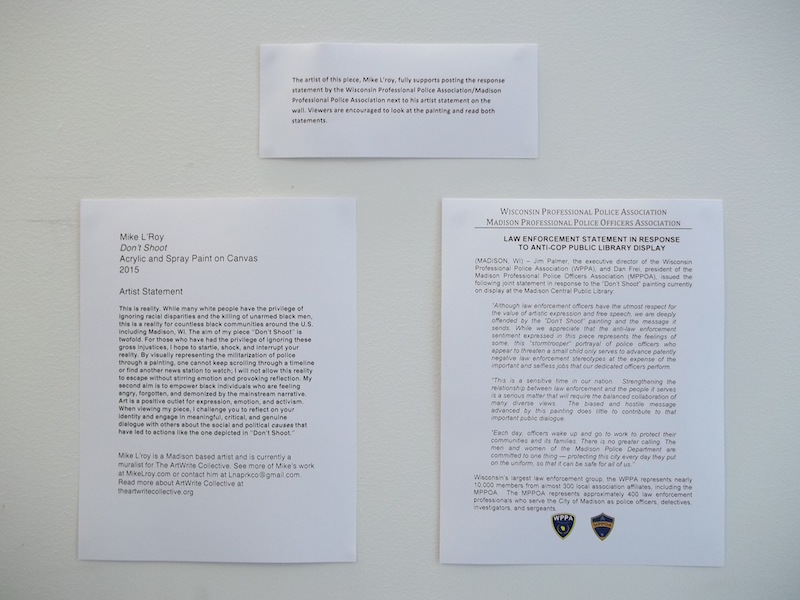 The artist of this piece, Mike L'roy, fully supports posting the response
statement by the Wisconsin Professional Police Association/Madison
Professional Police Association next to his artist statement on the
wall. Viewers are encouraged to look at the painting and read both
statements.
Mike L'Roy
Don't Shoot
Acrylic and Spray Paint on Canvas
2015
Artist Statement
This is reality. While many white people have the privilege of
ignoring racial disparities and the killing of unarmed black men,
this is a reality for countless black communities around the U.S.
including Madison, WI. The aim of my piece "Don't Shoot" is
twofold. For those who have had the privilege of ignoring these
gross injustices, I hope to startle, shock, and interrupt your
reality. By visually representing the militarization of police
through a painting, one cannot keep scrolling through a timeline
or find another news station to watch; I will not allow this reality
to escape without stirring emotion and provoking reflection. My
second aim is to empower black individuals who are feeling
angry, forgotten, and demonized by the mainstream narrative.
Art is a positive outlet for expression, emotion, and activism.
When viewing my piece, I challenge you to reflect on your
identity and engage in meaningful, critical, and genuine
dialogue with others about the social and political causes that
have led to actions like the one depicted in "Don't Shoot."
Mike L'roy is a Madison based artist and is currently a
muralist for The ArtWrite Collective. See more of Mike's work
at MikeLroy.com or contact him at Lnaprkco@gmail.com.
Read more about ArtWrite Collective at
theartwritecollective.org
WISCONSIN PROFESSIONAL POLICE ASSOCIATION
MADISON PROFESSIONAL POLICE OFFICERS ASSOCIATION
LAW ENFORCEMENT STATEMENT IN RESPONSE
TO ANTI-COP PUBLIC LIBRARY DISPLAY
(MADISON, WI) – Jim Palmer, the executive director of the Wisconsin
Professional Police Association (WPPA), and Dan Frei, president of the
Madison Professional Police Officers Association (MPPOA), issued the
following joint statement in response to the "Don't Shoot" painting currently
on display at the Madison Central Public Library:
"Although law enforcement officers have the utmost respect for
the value of artistic expression and free speech, we are deeply
offended by the "Don't Shoot" painting and the message it
sends. While we appreciate that the anti-law enforcement
sentiment expressed in this piece represents the feelings of
some, this "stormtrooper" portrayal of police officers who
appear to threaten a small child only serves to advance patently
negative law enforcement stereotypes at the expense of the
important and selfless jobs that our dedicated officers perform.
"This is a sensitive time in our nation. Strengthening the
relationship between law enforcement and the people it serves
is a serious matter that will require the balanced collaboration of
many diverse views. The biased and hostile message
advanced by this painting does little to contribute to that
important public dialogue.
"Each day, officers wake up and go to work to protect their
communities and its families. There is no greater calling. The
men and women of the Madison Police Department are
committed to one thing — protecting this city every day they put
on the uniform, so that it can be safe for all of us."
Wisconsin's largest law enforcement group, the WPPA represents nearly
10,000 members from almost 300 local association affiliates, including the
MPPOA. The MPPOA represents approximately 400 law enforcement
professionals who serve the City of Madison as police officers, detectives,
investigators, and sergeants.
WPPA
MPPOA